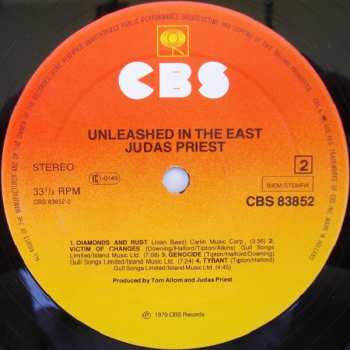 CBS
UNLEASHED IN THE EAST
JUDAS PRIEST
STEREO
33⅓ RPM
CBS 83852-2
2
BIEM/STEMRA
CBS 83852
1. DIAMONDS AND RUST (Joan Baez) Carlin Music Corp. (3:36) 2.
VICTIM OF CHANGES (Downing/Halford/Tipton/Atkins) Gull Songs
Limited/Island Music Ltd. (7:08) 3. GENOCIDE (Downing/Halford/Tipton)
Gull Songs Limited/Island Music Ltd. (7:24) 4. TYRANT (Tipton/Halford)
Gull Songs Limited/Island Music Ltd. (4:45)
Produced by Tom Allom and Judas Priest
℗ 1979 CBS Records